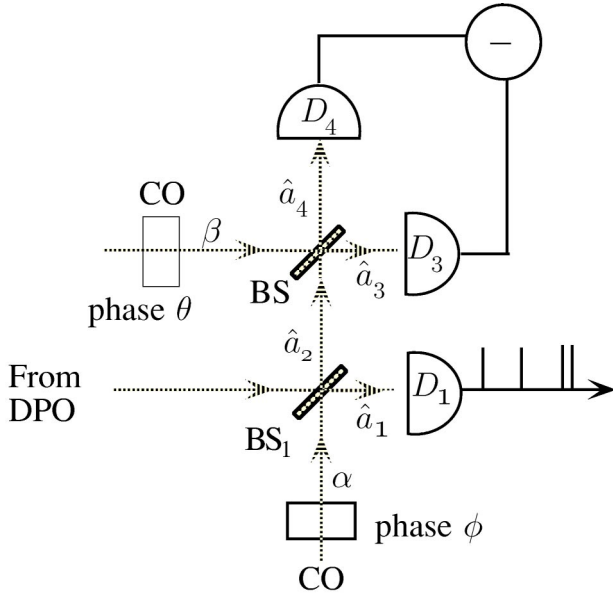 −
D₄
â₄
CO
β
D₃
â₃
BS
phase θ
â₂
From
DPO
D₁
â₁
BS₁
α
phase ϕ
CO